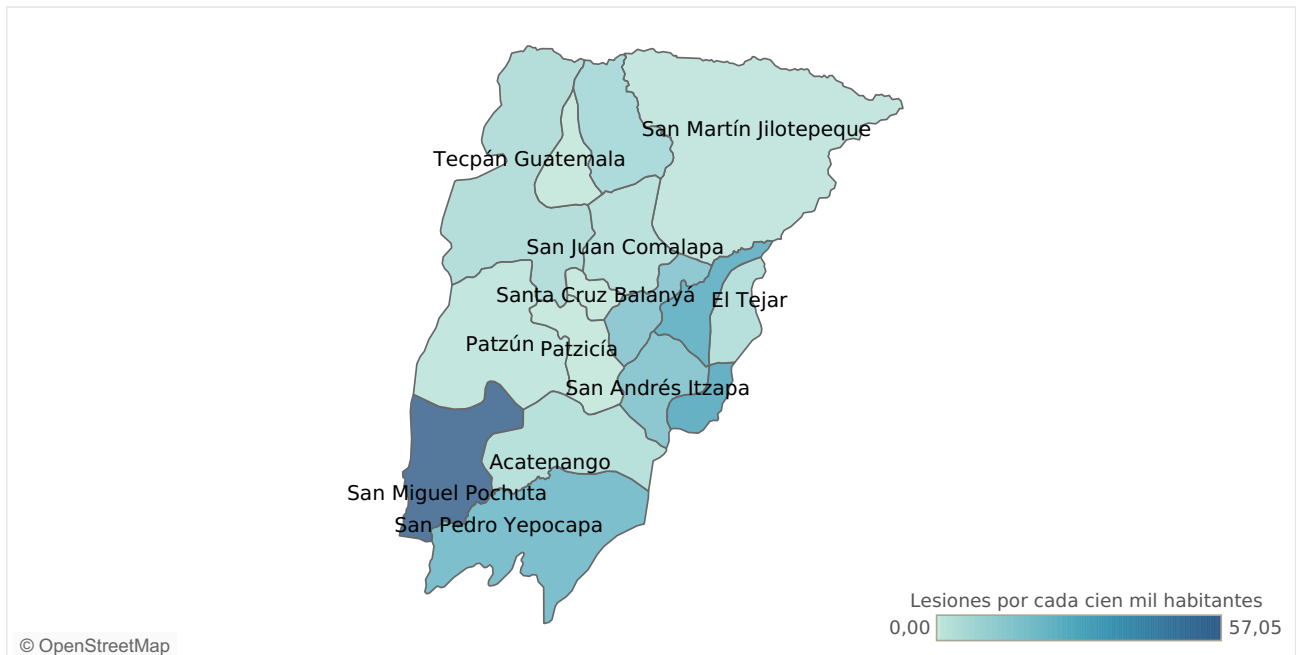 San Martín Jilotepeque
Tecpán Guatemala
San Juan Comalapa
Santa Cruz Balanyá
El Tejar
Patzún
Patzicía
San Andrés Itzapa
Acatenango
San Miguel Pochuta
San Pedro Yepocapa
Lesiones por cada cien mil habitantes
0,00
57,05
© OpenStreetMap